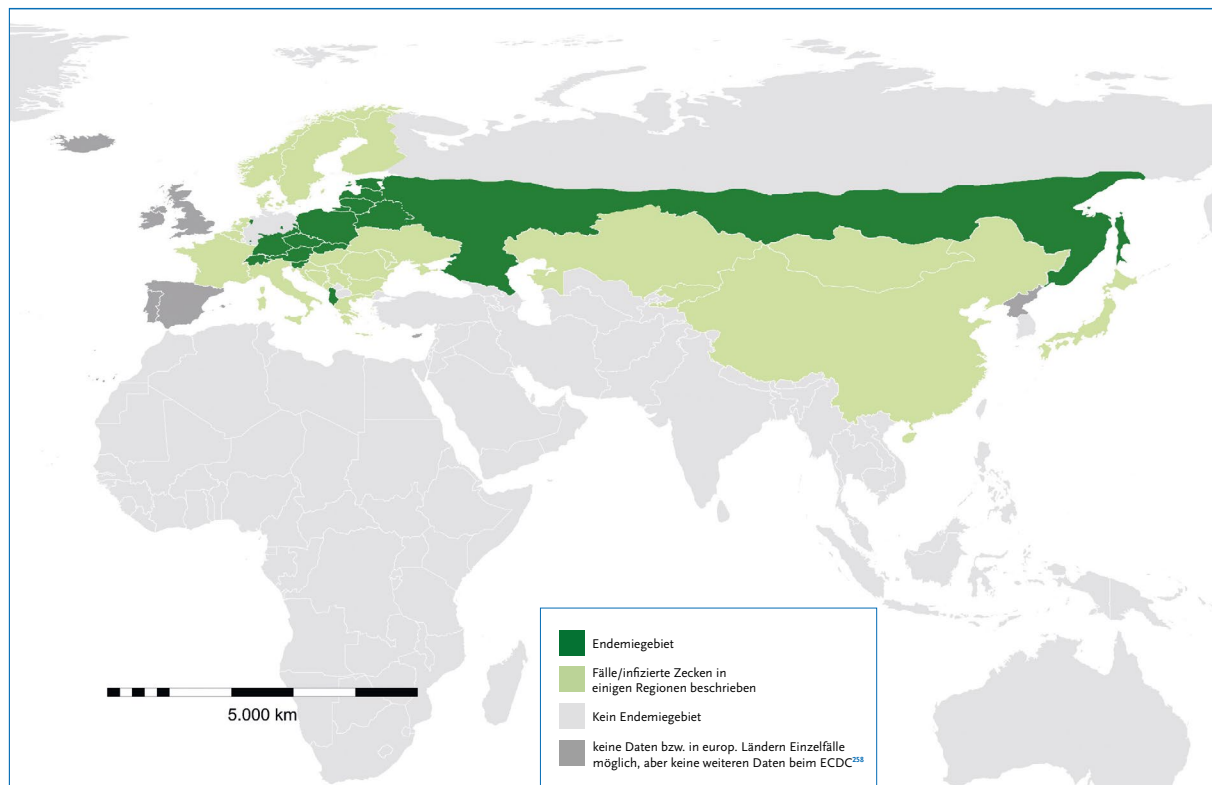 Endemiegebiet
Fälle/infizierte Zecken in
einigen Regionen beschrieben
Kein Endemiegebiet
keine Daten bzw. in europ. Ländern Einzelfälle
möglich, aber keine weiteren Daten beim ECDC258
5.000 km